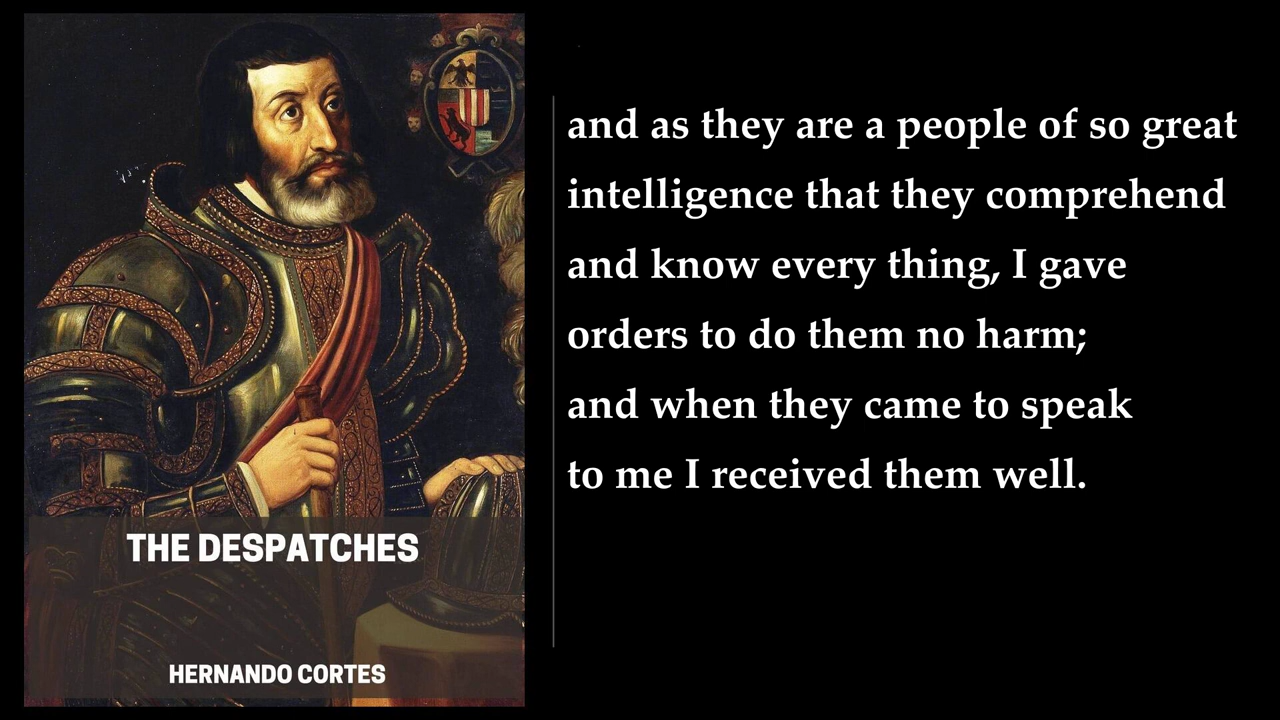 THE DESPATCHES
HERNANDO CORTES
and as they are a people of so great
intelligence that they comprehend
and know every thing, I gave
orders to do them no harm;
and when they came to speak
to me I received them well.